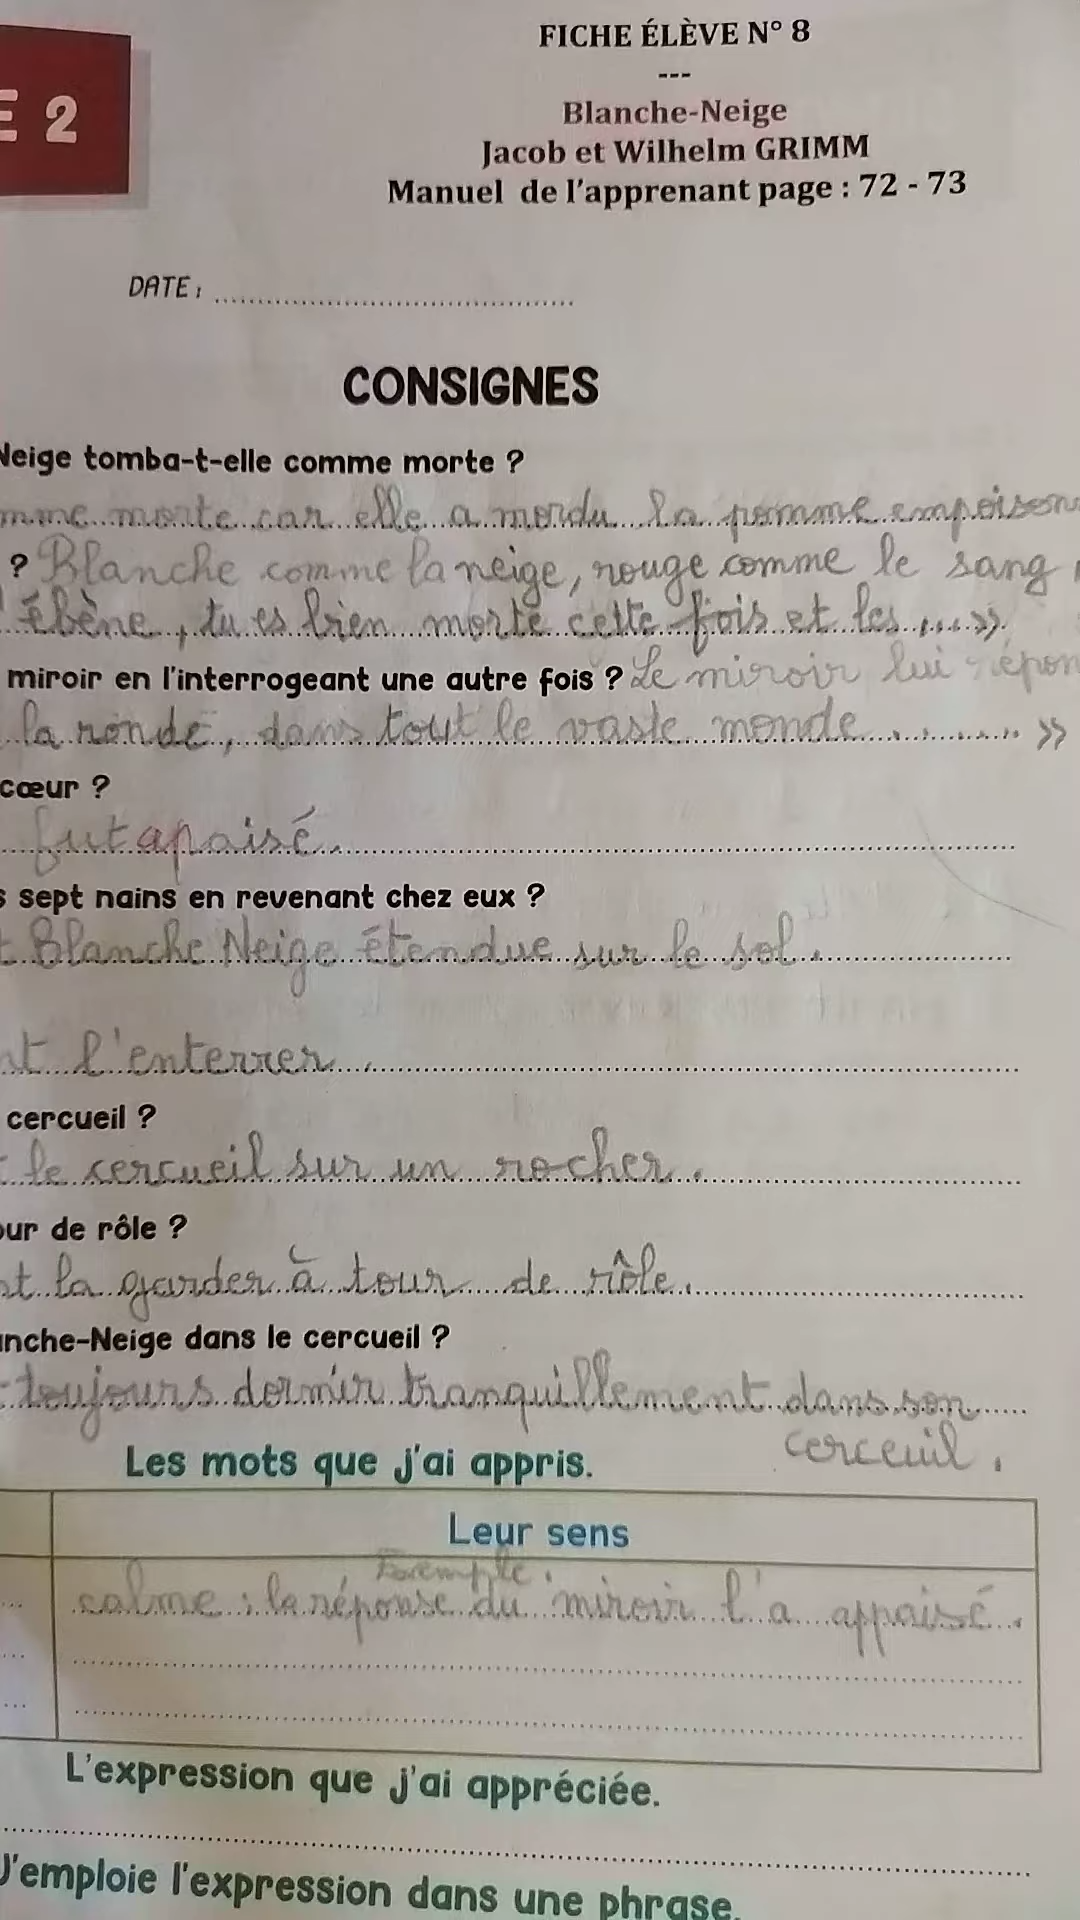 E 2
FICHE ÉLÈVE N° 8
---
Blanche-Neige
Jacob et Wilhelm GRIMM
Manuel de l'apprenant page : 72 - 73
DATE :
CONSIGNES
Neige tomba-t-elle comme morte ?
mme morte car elle a mordu la pomme empoison
? Blanche comme la neige, rouge comme le sang
ébène, tu es bien morte cette fois et les ....»
miroir en l'interrogeant une autre fois ? Le miroir lui répon
la ronde, dans tout le vaste monde .......... »
cœur ?
fut apaisé.
s sept nains en revenant chez eux ?
t Blanche Neige étendue sur le sol.
nt l'enterrer.
cercueil ?
le cercueil sur un rocher.
our de rôle ?
nt la garder à tour de rôle.
anche-Neige dans le cercueil ?
toujours dormir tranquillement dans son
cerceuil.
Les mots que j'ai appris.
Leur sens
Exemple :
calme : la réponse du miroir l'a appaisé.
L'expression que j'ai appréciée.
J'emploie l'expression dans une phrase.